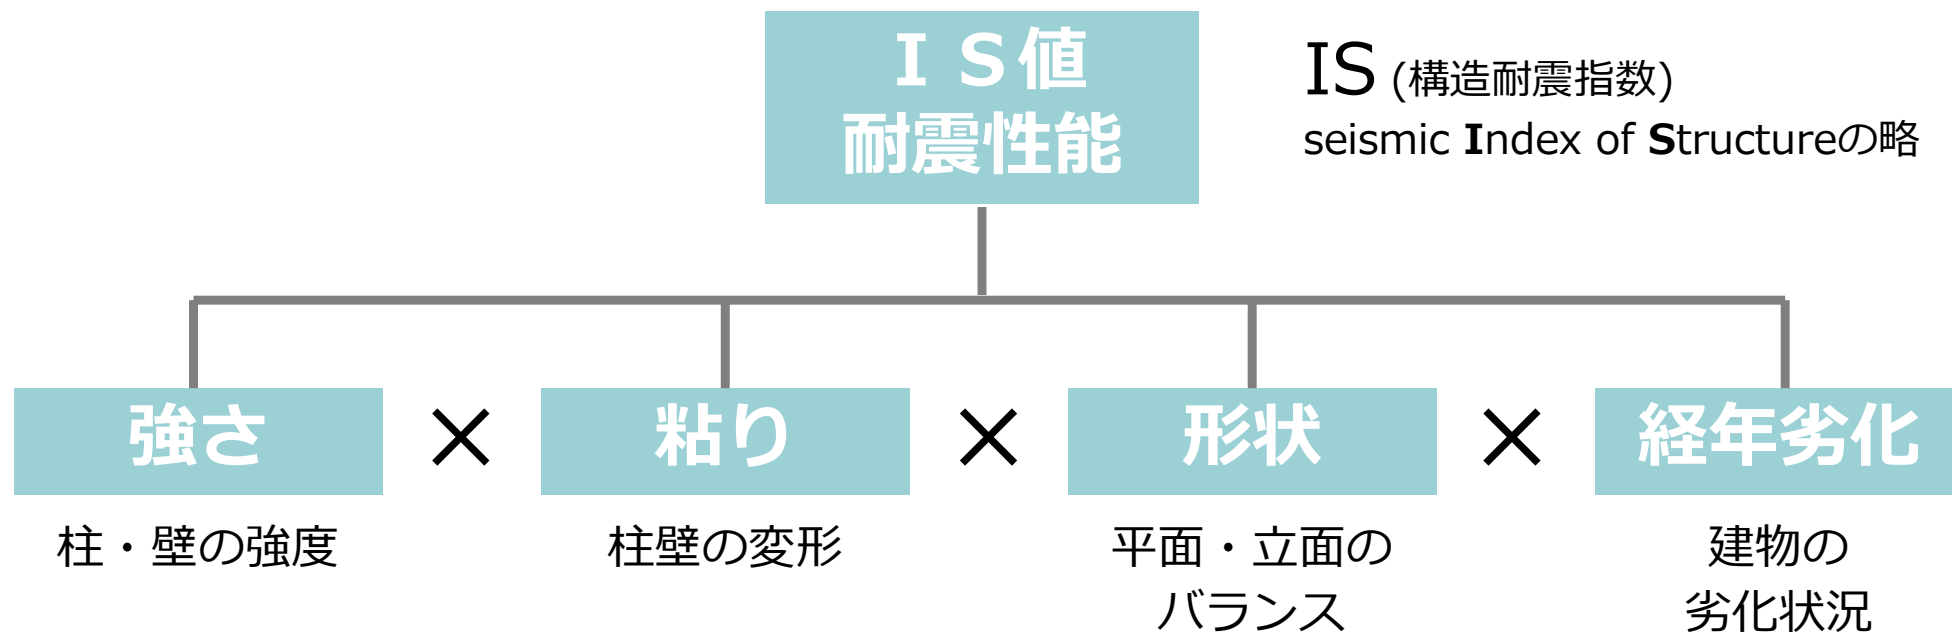 ＩＳ値
耐震性能
IS (構造耐震指数)
seismic Index of Structureの略
強さ × 粘り × 形状 × 経年劣化
柱・壁の強度
柱壁の変形
平面・立面の
バランス
建物の
劣化状況